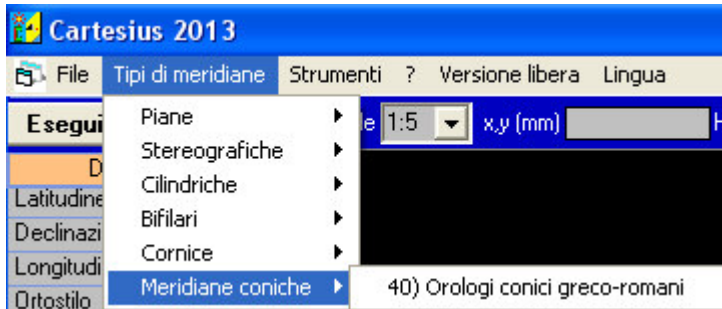 Cartesius 2013
File Tipi di meridiane Strumenti ? Versione libera Lingua
Esegui le 1:5 x,y (mm) H
Piane
D Stereografiche
Latitudine Cilindriche
Declinazi Bifilari
Longitudi Cornice
Ortostilo Meridiane coniche 40) Orologi conici greco-romani